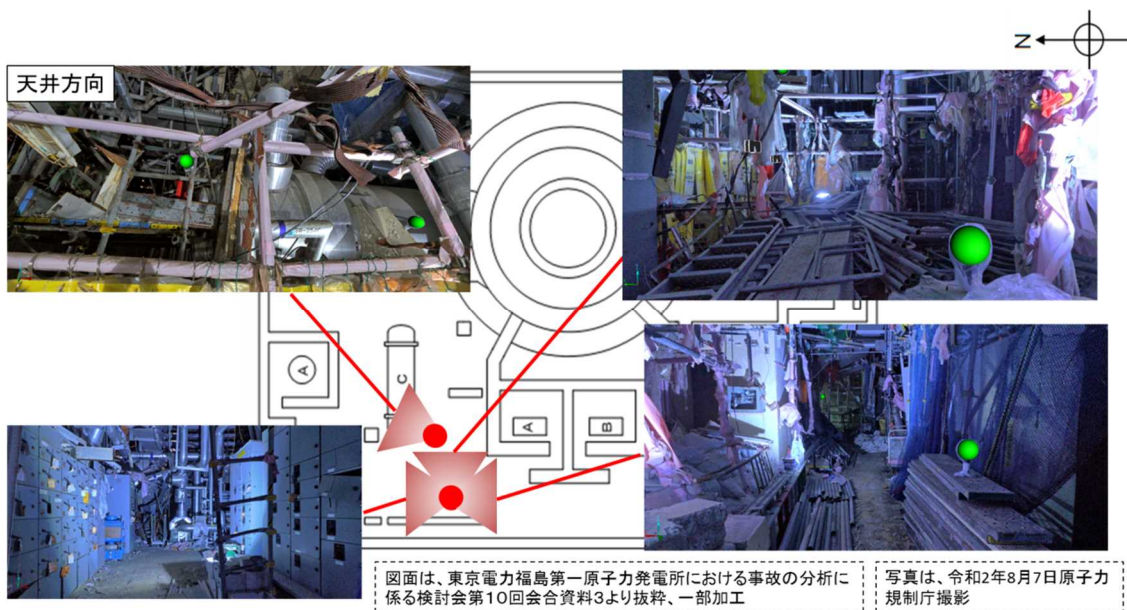 N
天井方向
A
C
A
B
図面は、東京電力福島第一原子力発電所における事故の分析に
係る検討会第10回会合資料3より抜粋、一部加工
写真は、令和2年8月7日原子力
規制庁撮影